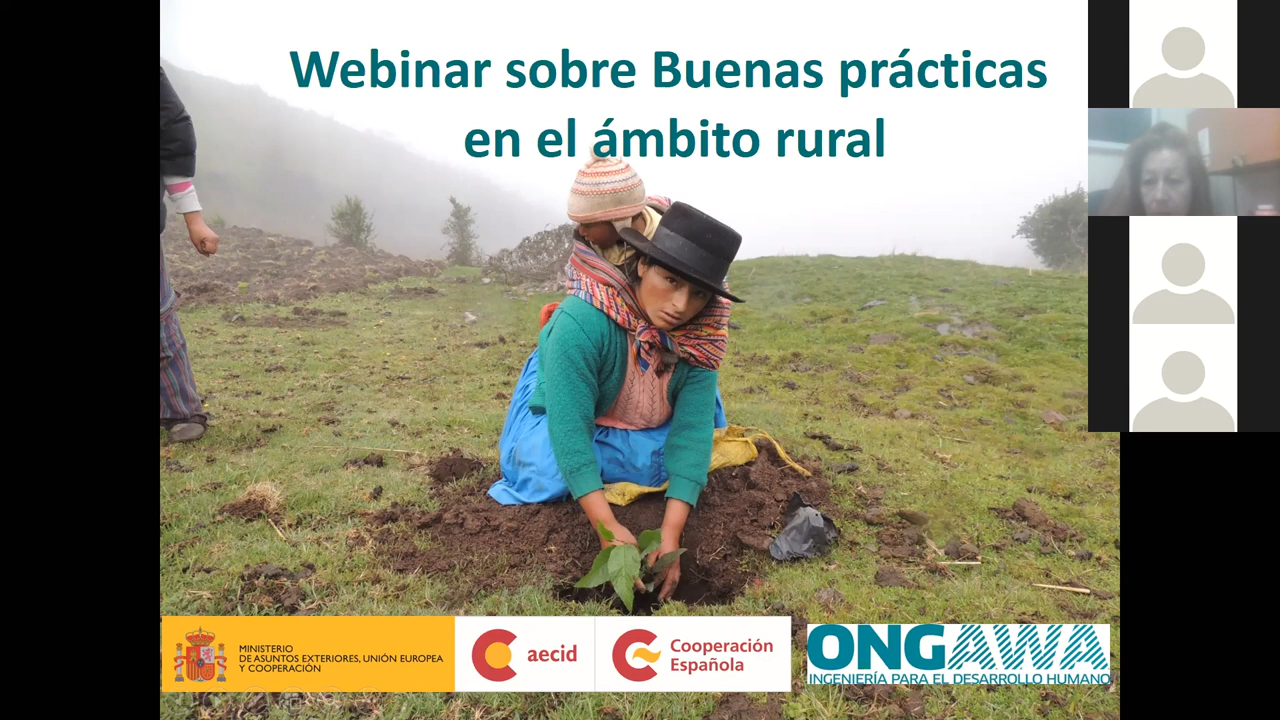 Webinar sobre Buenas prácticas
en el ámbito rural
MINISTERIO
DE ASUNTOS EXTERIORES, UNIÓN EUROPEA
Y COOPERACIÓN
aecid
Cooperación
Española
ONGAWA
INGENIERÍA PARA EL DESARROLLO HUMANO